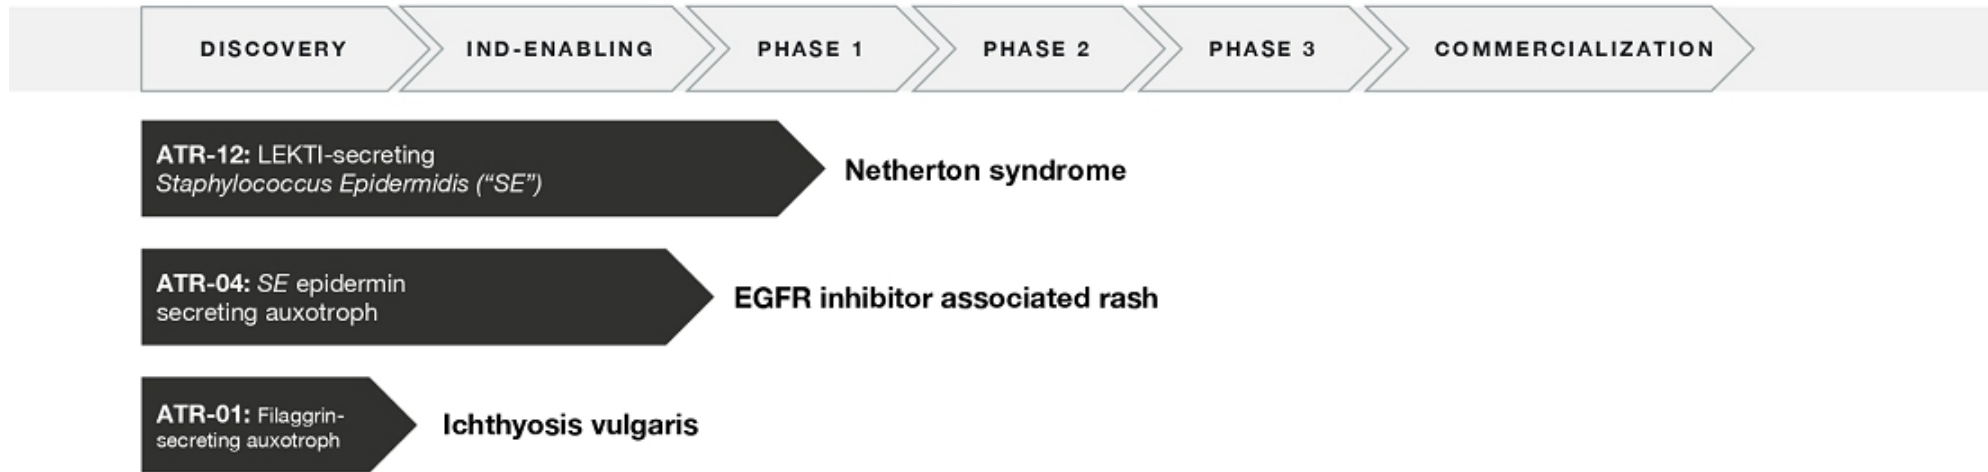 DISCOVERY IND-ENABLING PHASE 1 PHASE 2 PHASE 3 COMMERCIALIZATION
ATR-12: LEKTI-secreting
Staphylococcus Epidermidis (“SE”)
Netherton syndrome
ATR-04: SE epidermin
secreting auxotroph
EGFR inhibitor associated rash
ATR-01: Filaggrin-
secreting auxotroph
Ichthyosis vulgaris